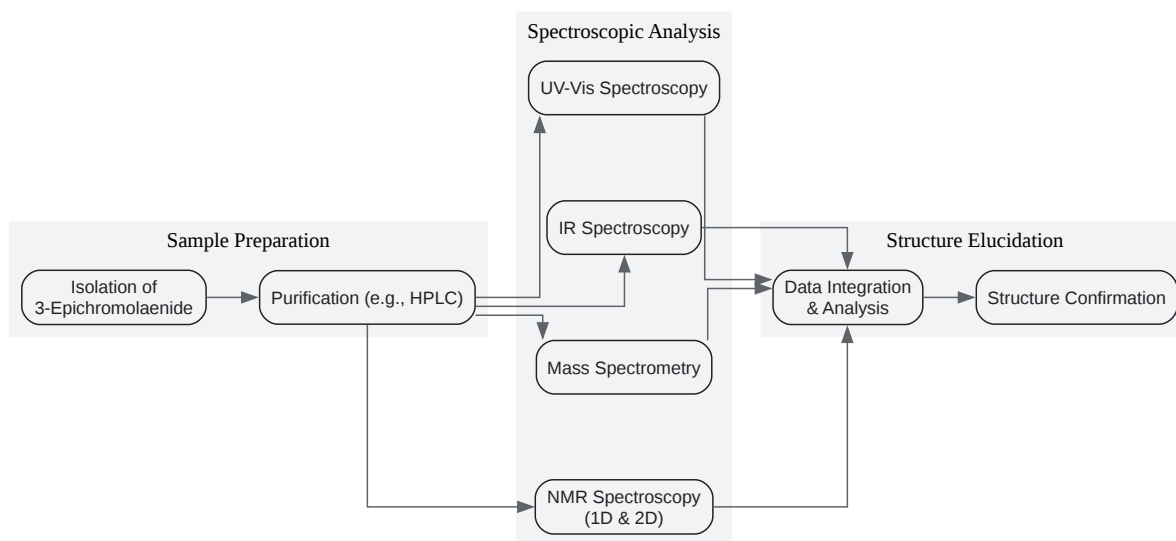 Spectroscopic Analysis
UV-Vis Spectroscopy
IR Spectroscopy
Sample Preparation
Structure Elucidation
Isolation of
3-Epichromolaenide
Purification (e.g., HPLC)
Data Integration
& Analysis
Structure Confirmation
Mass Spectrometry
NMR Spectroscopy
(1D & 2D)